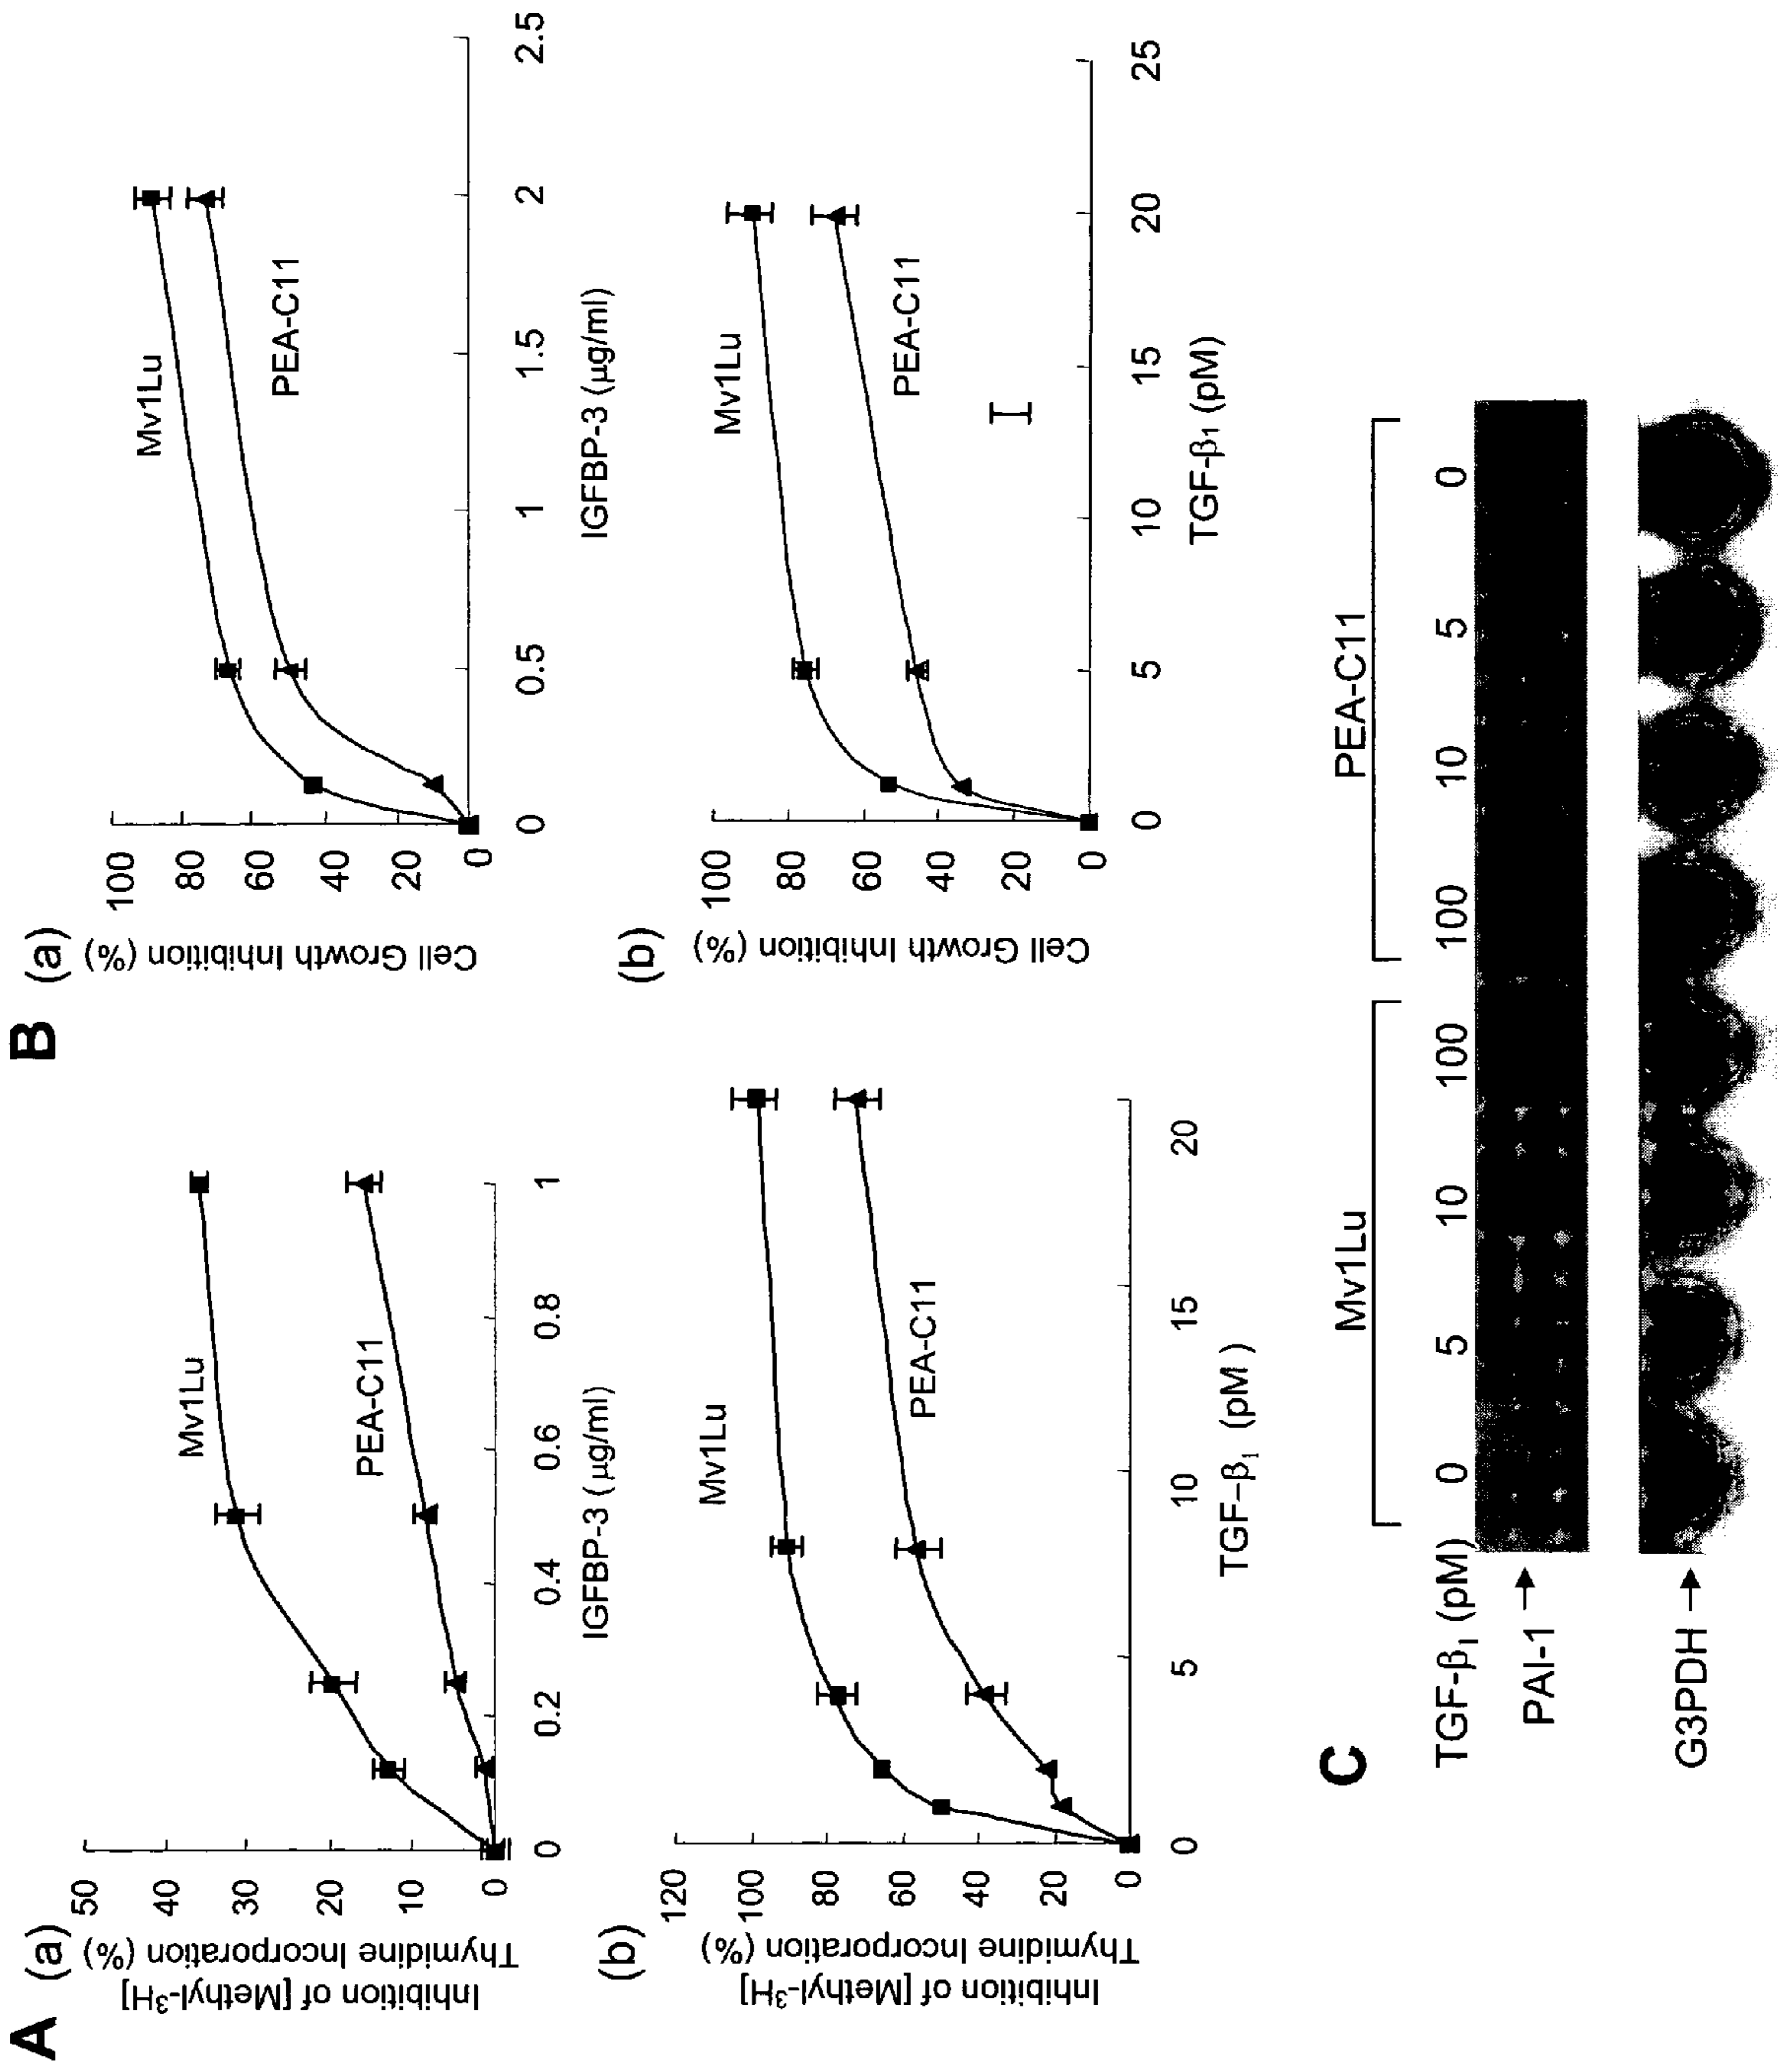 A
(a)
Inhibition of [Methyl-³H]
Thymidine Incorporation
(%)
50
40
30
20
10
0
Mv1Lu
PEA-C11
0 0.2 0.4 0.6 0.8 1
IGFBP-3 (µg/ml)
(b)
Inhibition of [Methyl-³H]
Thymidine Incorporation
(%)
120
100
80
60
40
20
0
Mv1Lu
PEA-C11
0 5 10 15 20
TGF-β₁ (pM)
B
(a)
Cell Growth Inhibition
(%)
100
80
60
40
20
0
Mv1Lu
PEA-C11
0 0.5 1 1.5 2 2.5
IGFBP-3 (µg/ml)
(b)
Cell Growth Inhibition
(%)
100
80
60
40
20
0
Mv1Lu
PEA-C11
0 5 10 15 20 25
TGF-β₁ (pM)
C
Mv1Lu PEA-C11
TGF-β₁ (pM) 0 5 10 100 100 10 5 0
PAI-1 →
G3PDH →